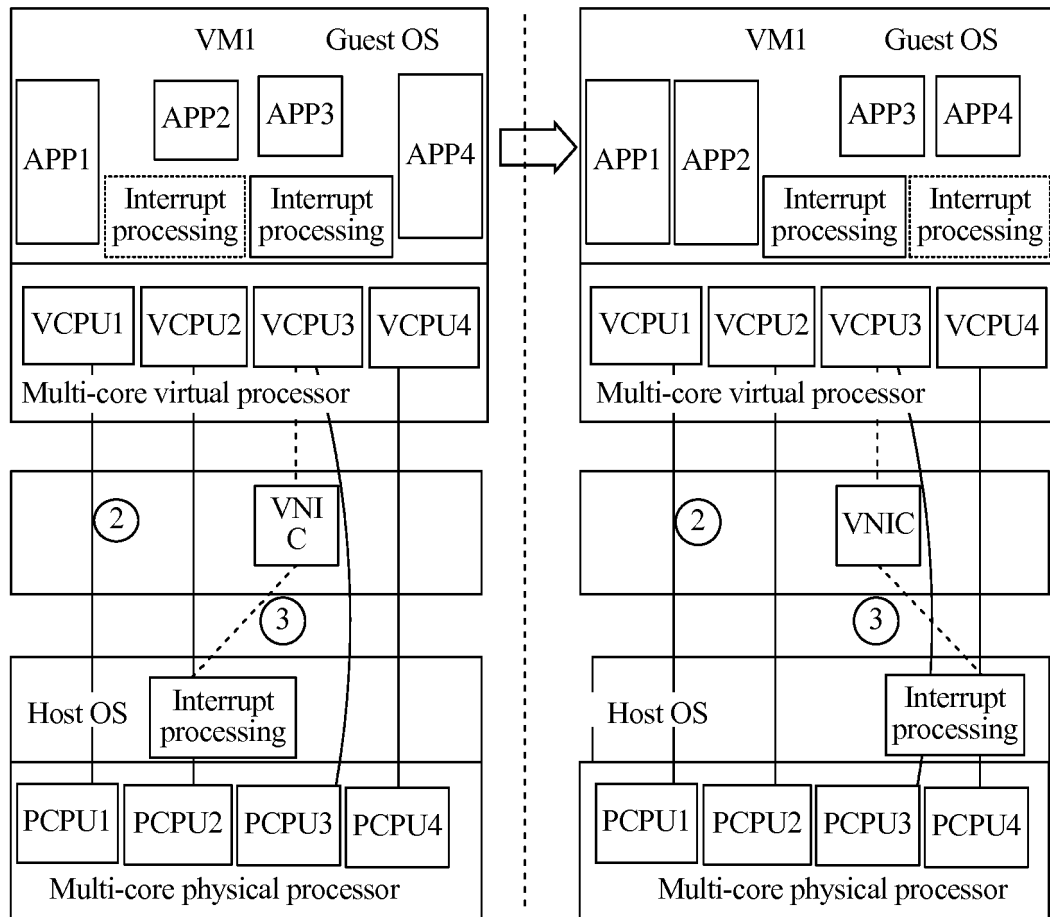 VM1 Guest OS
APP1
APP2
APP3
APP4
Interrupt
processing
Interrupt
processing
VCPU1
VCPU2
VCPU3
VCPU4
Multi-core virtual processor
2
VNI
C
3
Host OS
Interrupt
processing
PCPU1
PCPU2
PCPU3
PCPU4
Multi-core physical processor
VM1 Guest OS
APP1
APP2
APP3
APP4
Interrupt
processing
Interrupt
processing
VCPU1
VCPU2
VCPU3
VCPU4
Multi-core virtual processor
2
VNIC
3
Host OS
Interrupt
processing
PCPU1
PCPU2
PCPU3
PCPU4
Multi-core physical processor